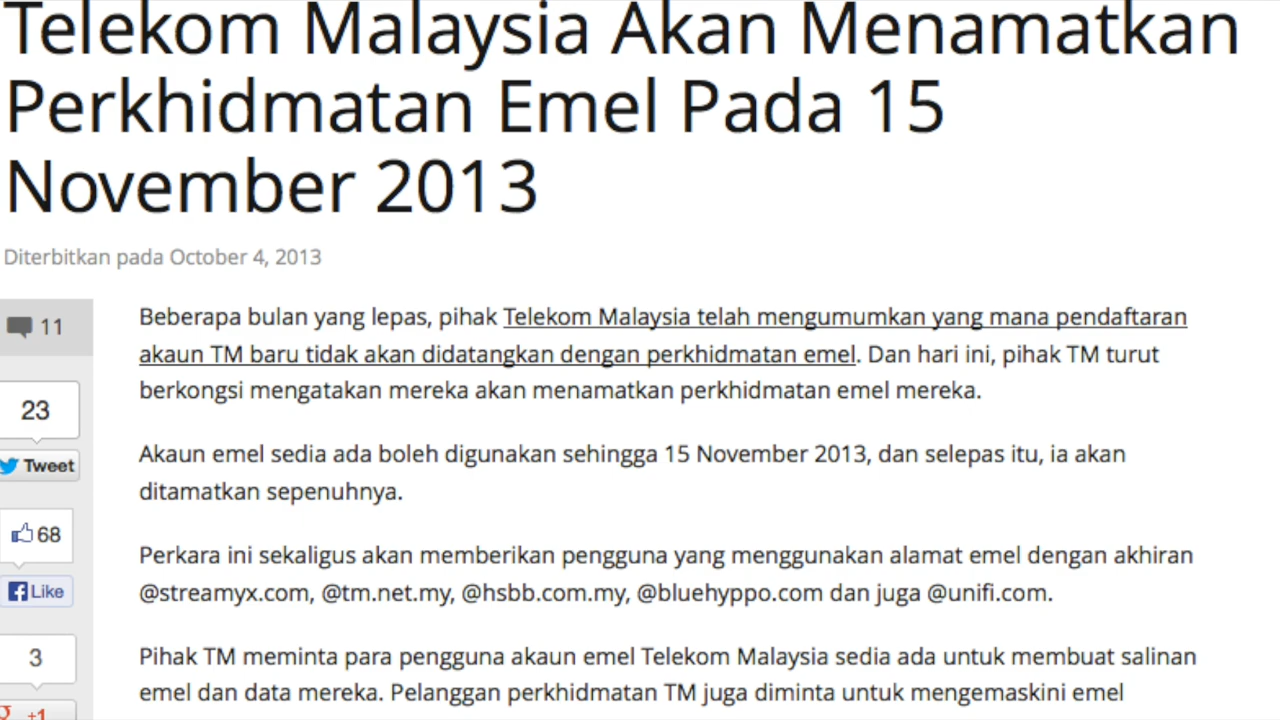 Telekom Malaysia Akan Menamatkan
Perkhidmatan Emel Pada 15
November 2013
Diterbitkan pada October 4, 2013
11
23
Tweet
68
Like
3
+1
Beberapa bulan yang lepas, pihak Telekom Malaysia telah mengumumkan yang mana pendaftaran
akaun TM baru tidak akan didatangkan dengan perkhidmatan emel. Dan hari ini, pihak TM turut
berkongsi mengatakan mereka akan menamatkan perkhidmatan emel mereka.
Akaun emel sedia ada boleh digunakan sehingga 15 November 2013, dan selepas itu, ia akan
ditamatkan sepenuhnya.
Perkara ini sekaligus akan memberikan pengguna yang menggunakan alamat emel dengan akhiran
@streamyx.com, @tm.net.my, @hsbb.com.my, @bluehyppo.com dan juga @unifi.com.
Pihak TM meminta para pengguna akaun emel Telekom Malaysia sedia ada untuk membuat salinan
emel dan data mereka. Pelanggan perkhidmatan TM juga diminta untuk mengemaskini emel